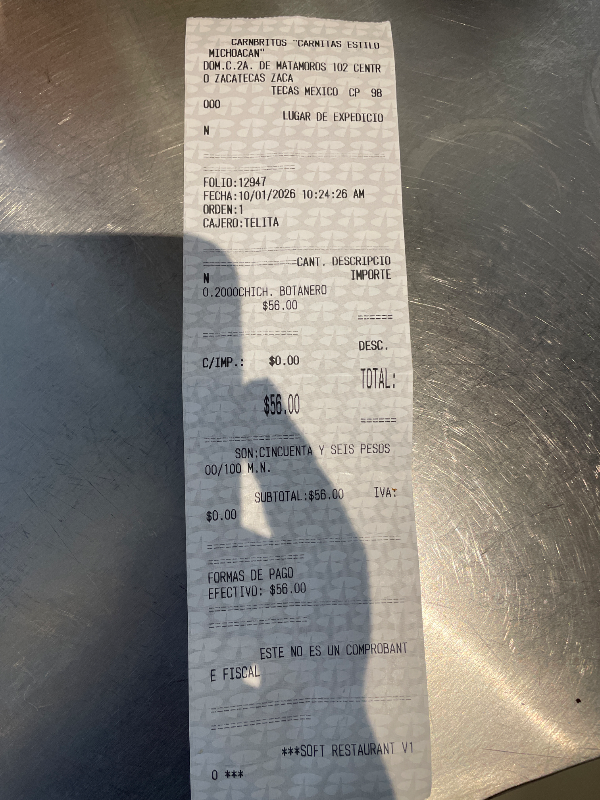 CARNBRITOS "CARNITAS ESTILO
MICHOACAN"
DOM.C.2A. DE MATAMOROS 102 CENTR
O ZACATECAS ZACA
TECAS MEXICO CP 98
000
LUGAR DE EXPEDICIO
N
================================
================
FOLIO:12947
FECHA:10/01/2026 10:24:26 AM
ORDEN:1
CAJERO:TELITA
================CANT. DESCRIPCIO
N IMPORTE
0.2000CHICH. BOTANERO
$56.00
======
================
DESC.
C/IMP.: $0.00
TOTAL:
$56.00
======
================
SON:CINCUENTA Y SEIS PESOS
00/100 M.N.
SUBTOTAL:$56.00 IVA:
$0.00
================================
================
FORMAS DE PAGO
EFECTIVO: $56.00
================================
================
ESTE NO ES UN COMPROBANT
E FISCAL
================================
================
***SOFT RESTAURANT V1
0 ***